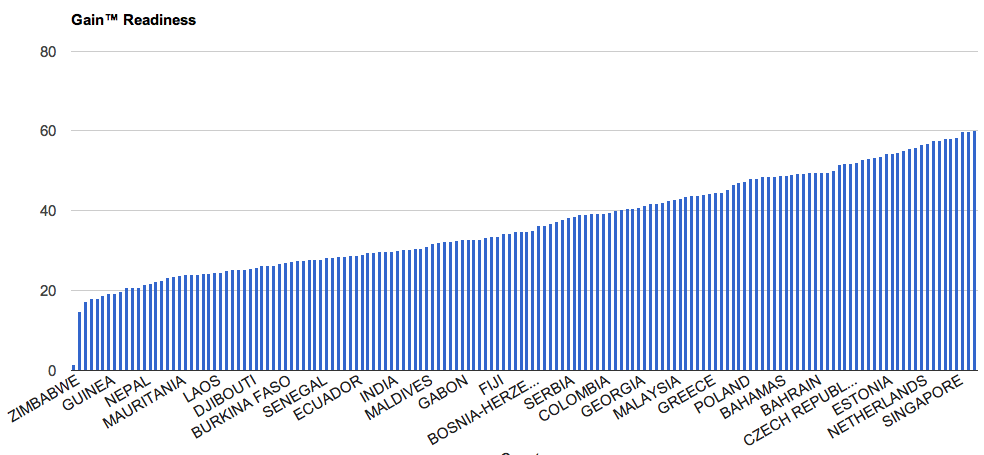 Gain™ Readiness
80
60
40
20
0
ZIMBABWE
GUINEA
NEPAL
MAURITANIA
LAOS
DJIBOUTI
BURKINA FASO
SENEGAL
ECUADOR
INDIA
MALDIVES
GABON
FIJI
BOSNIA-HERZE...
SERBIA
COLOMBIA
GEORGIA
MALAYSIA
GREECE
POLAND
BAHAMAS
BAHRAIN
CZECH REPUBL...
ESTONIA
NETHERLANDS
SINGAPORE